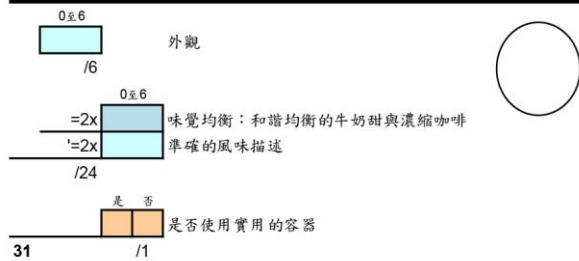 0至6
外觀
/6
0至6
=2x 味覺均衡：和諧均衡的牛奶甜與濃縮咖啡
'=2x 準確的風味描述
/24
是 否
是否使用實用的容器
31 /1